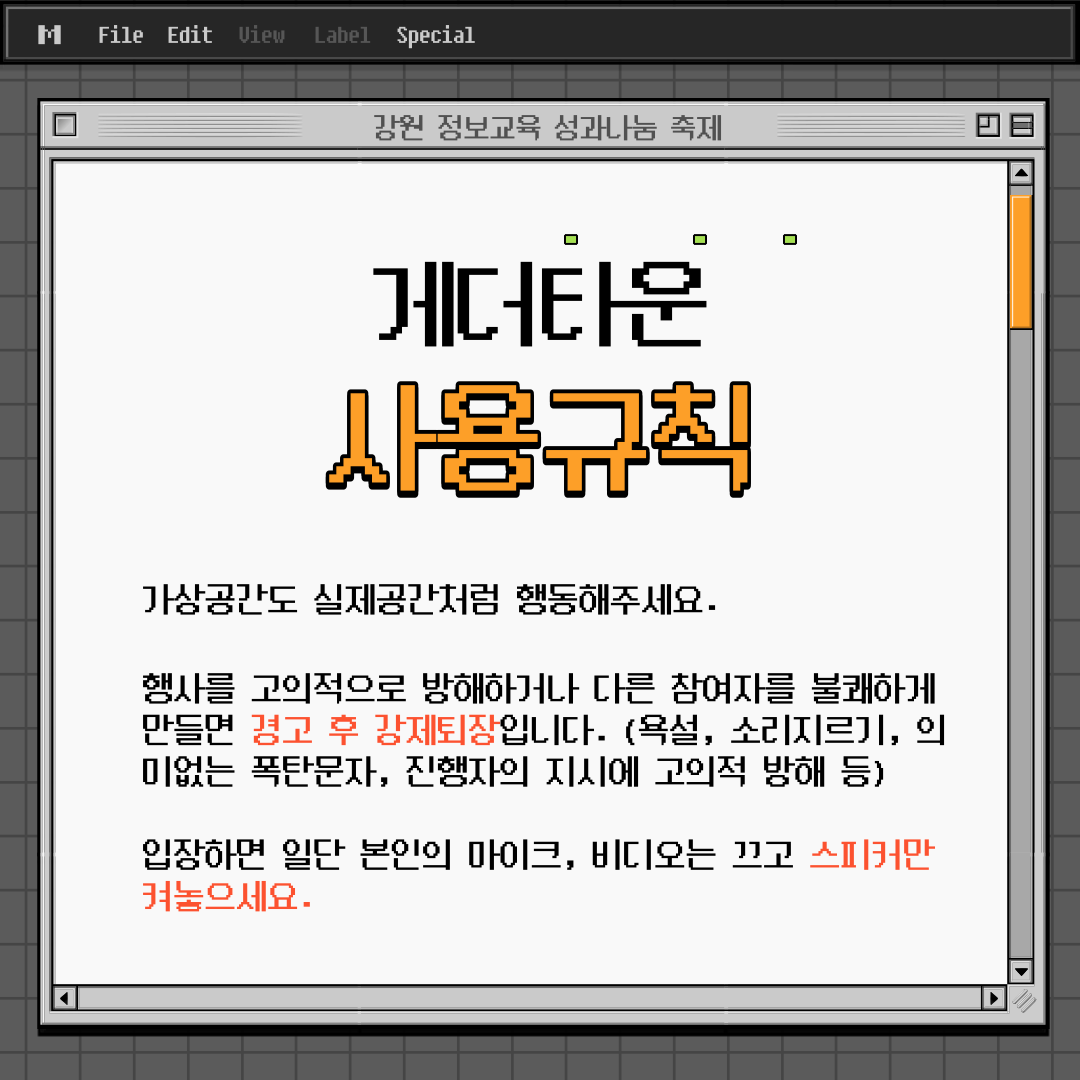 M File Edit View Label Special
강원 정보교육 성과나눔 축제
게더타운
사용규칙
가상공간도 실제공간처럼 행동해주세요.
행사를 고의적으로 방해하거나 다른 참여자를 불쾌하게
만들면 경고 후 강제퇴장입니다. (욕설, 소리지르기, 의
미없는 폭탄문자, 진행자의 지시에 고의적 방해 등)
입장하면 일단 본인의 마이크, 비디오는 끄고 스피커만
켜놓으세요.